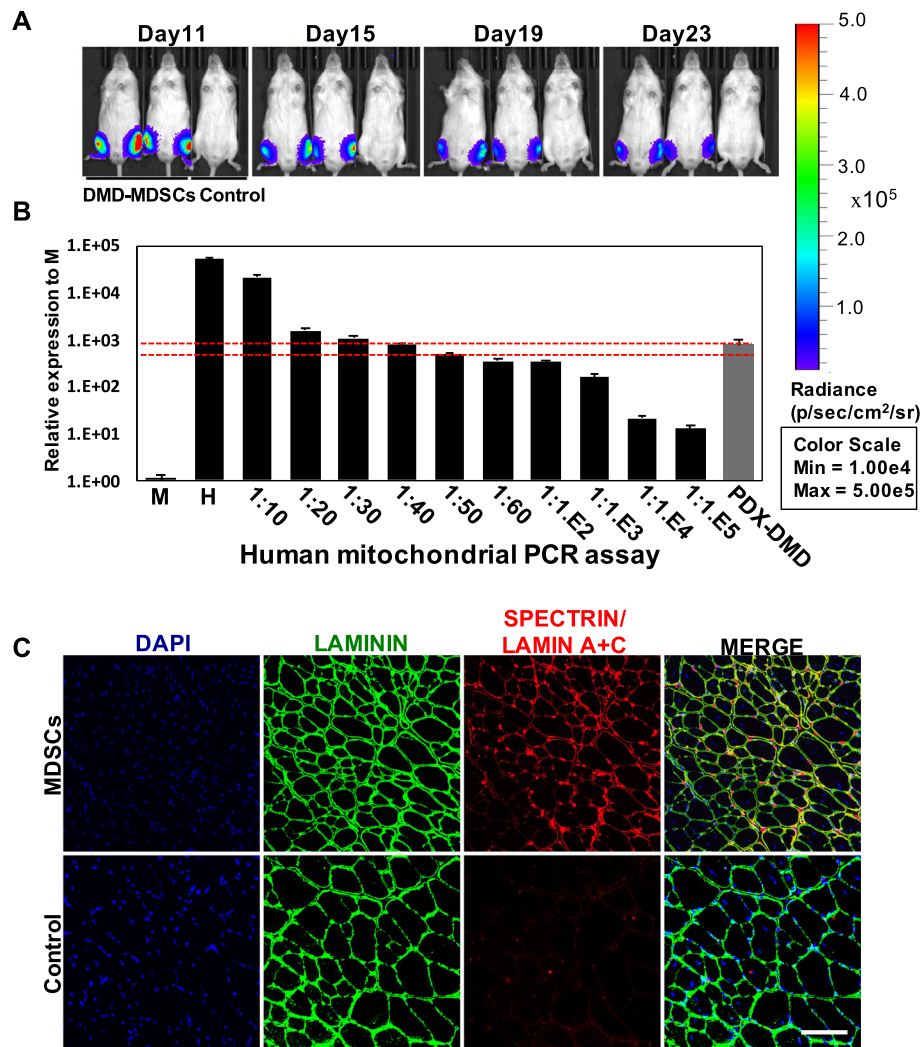 A
Day11
Day15
Day19
Day23
DMD-MDSCs Control
5.0
4.0
3.0
x10⁵
2.0
1.0
Radiance
(p/sec/cm²/sr)
Color Scale
Min = 1.00e4
Max = 5.00e5
B
Relative expression to M
1.E+05
1.E+04
1.E+03
1.E+02
1.E+01
1.E+00
M
H
1:10
1:20
1:30
1:40
1:50
1:60
1:1.E2
1:1.E3
1:1.E4
1:1.E5
PDX-DMD
Human mitochondrial PCR assay
C
DAPI
LAMININ
SPECTRIN/
LAMIN A+C
MERGE
MDSCs
Control